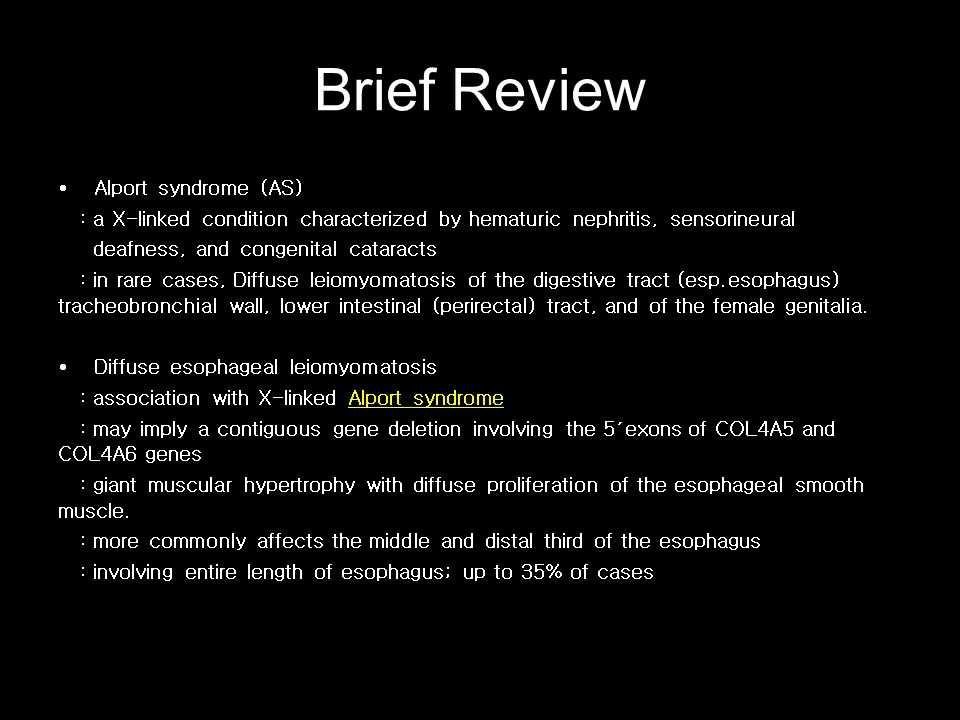 Brief Review
• Alport syndrome (AS)
: a X-linked condition characterized by hematuric nephritis, sensorineural
deafness, and congenital cataracts
: in rare cases, Diffuse leiomyomatosis of the digestive tract (esp.esophagus)
tracheobronchial wall, lower intestinal (perirectal) tract, and of the female genitalia.
• Diffuse esophageal leiomyomatosis
: association with X-linked Alport syndrome
: may imply a contiguous gene deletion involving the 5´exons of COL4A5 and
COL4A6 genes
: giant muscular hypertrophy with diffuse proliferation of the esophageal smooth
muscle.
: more commonly affects the middle and distal third of the esophagus
: involving entire length of esophagus; up to 35% of cases